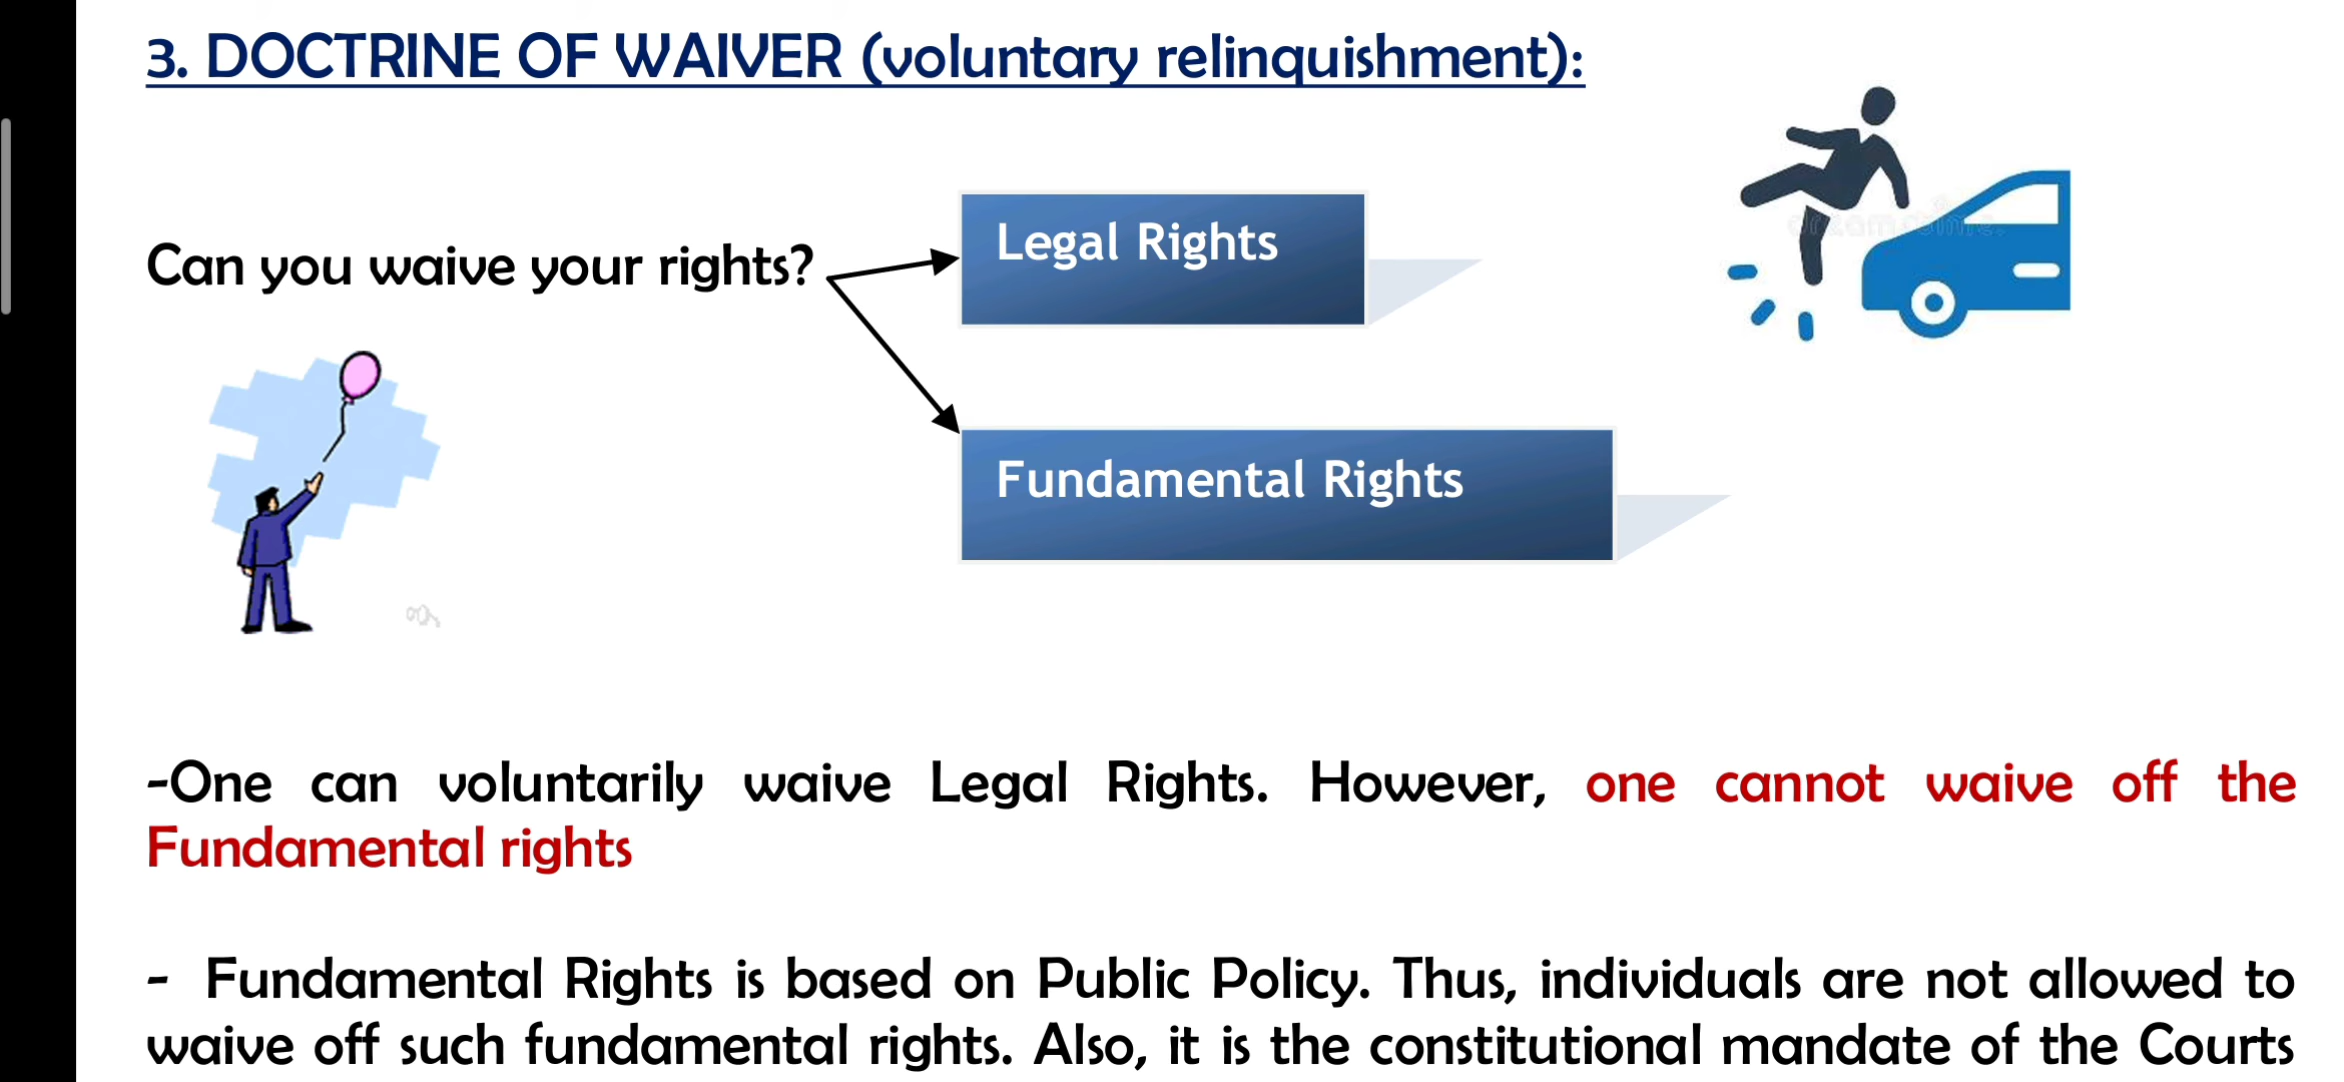 3. DOCTRINE OF WAIVER (voluntary relinquishment):
Legal Rights
Can you waive your rights?
Fundamental Rights
-One can voluntarily waive Legal Rights. However, one cannot waive off the
Fundamental rights
- Fundamental Rights is based on Public Policy. Thus, individuals are not allowed to
waive off such fundamental rights. Also, it is the constitutional mandate of the Courts